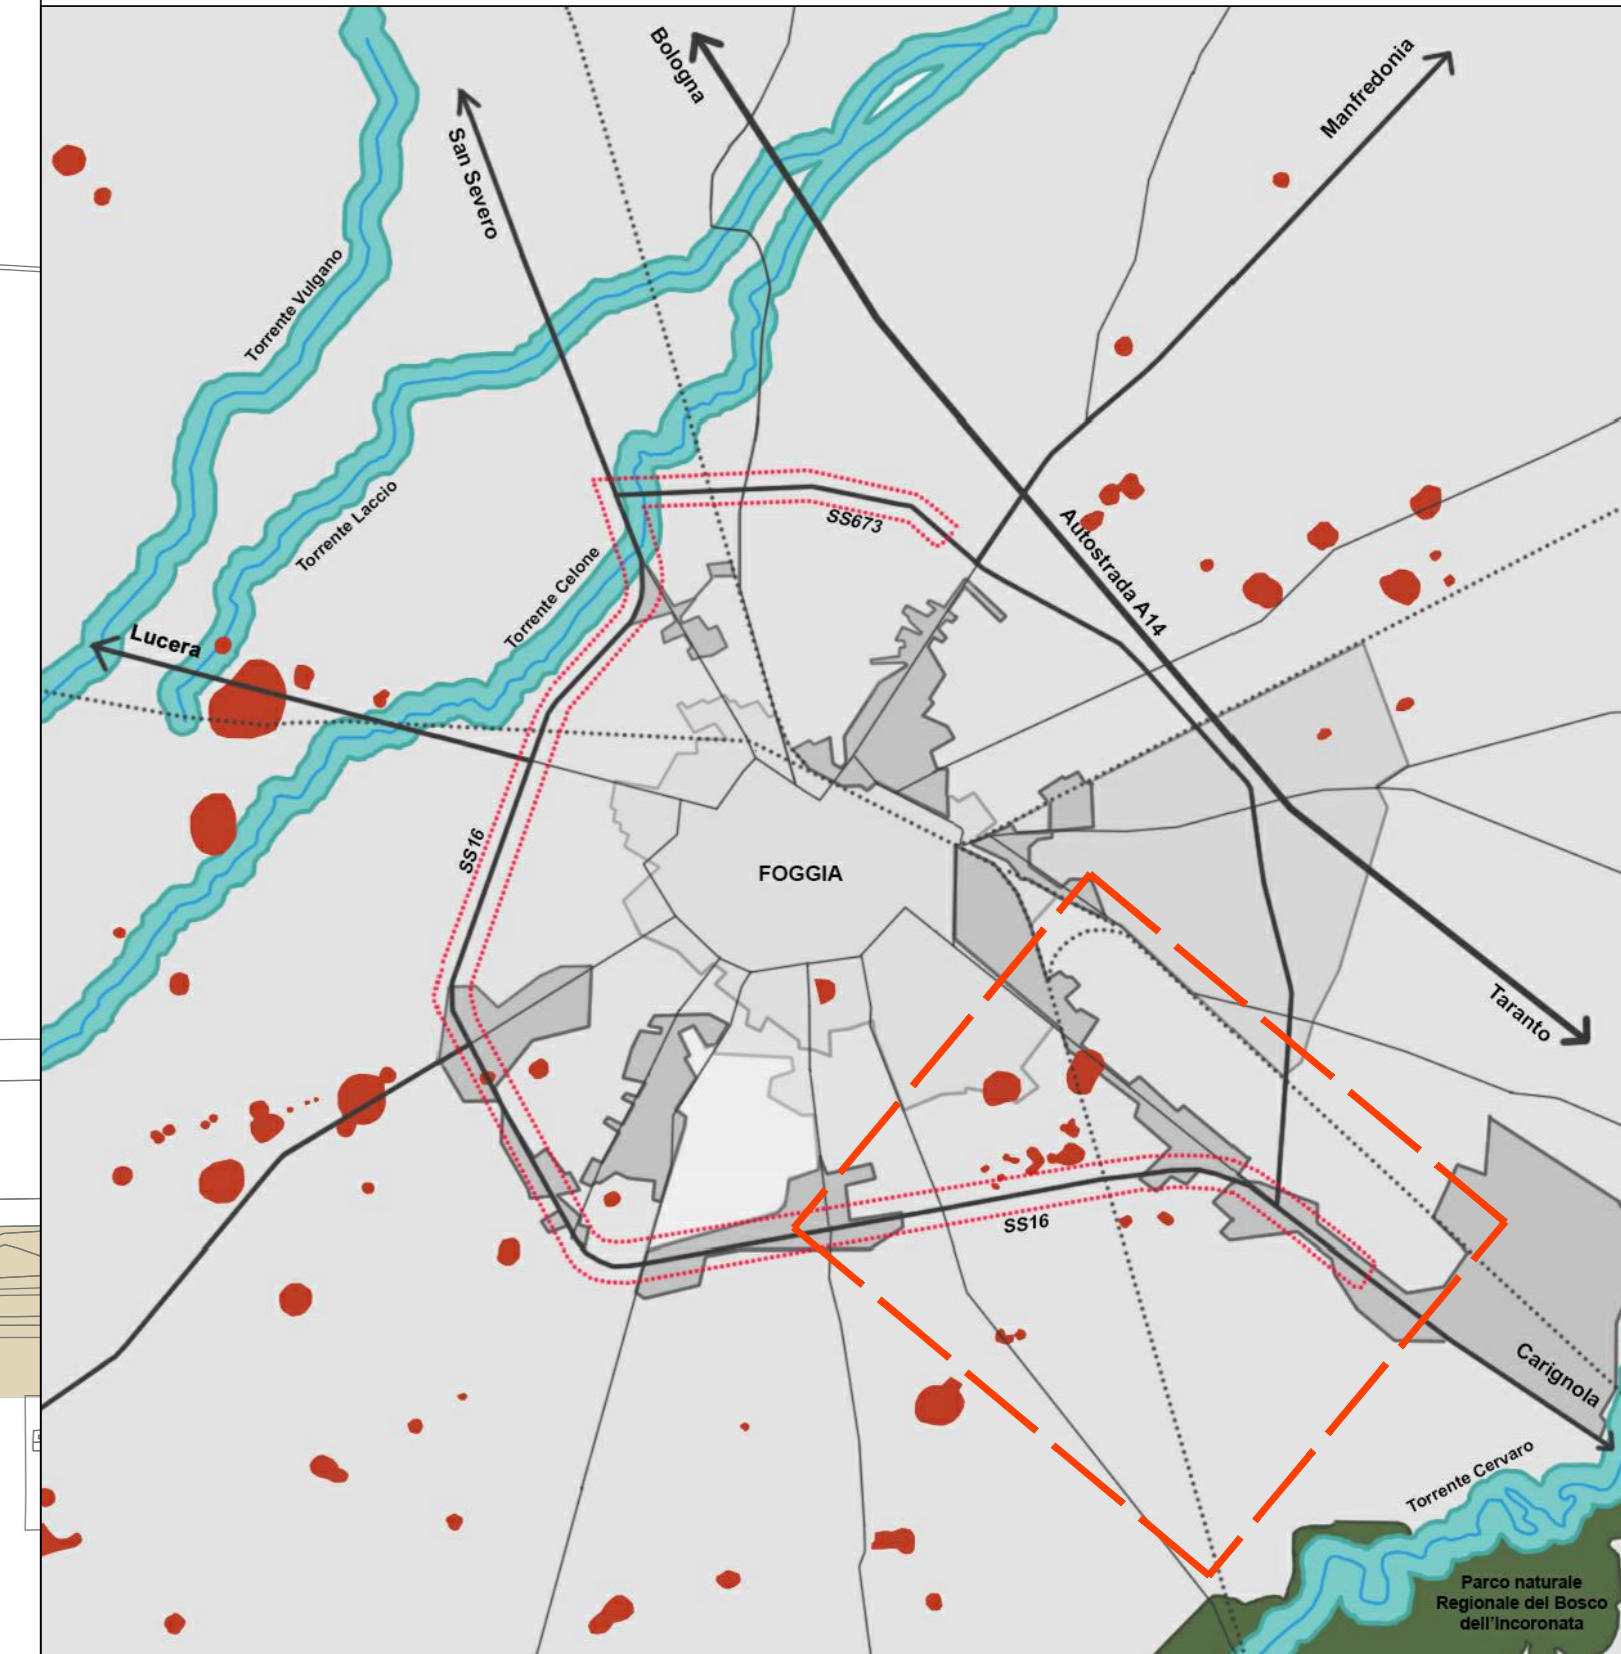 Bologna
Manfredonia
San Severo
Torrente Vulgano
Torrente Laccio
SS673
Autostrada A14
Torrente Celone
Lucera
SS16
FOGGIA
Taranto
SS16
Carignola
Torrente Cervaro
Parco naturale
Regionale del Bosco
dell'Incoronata